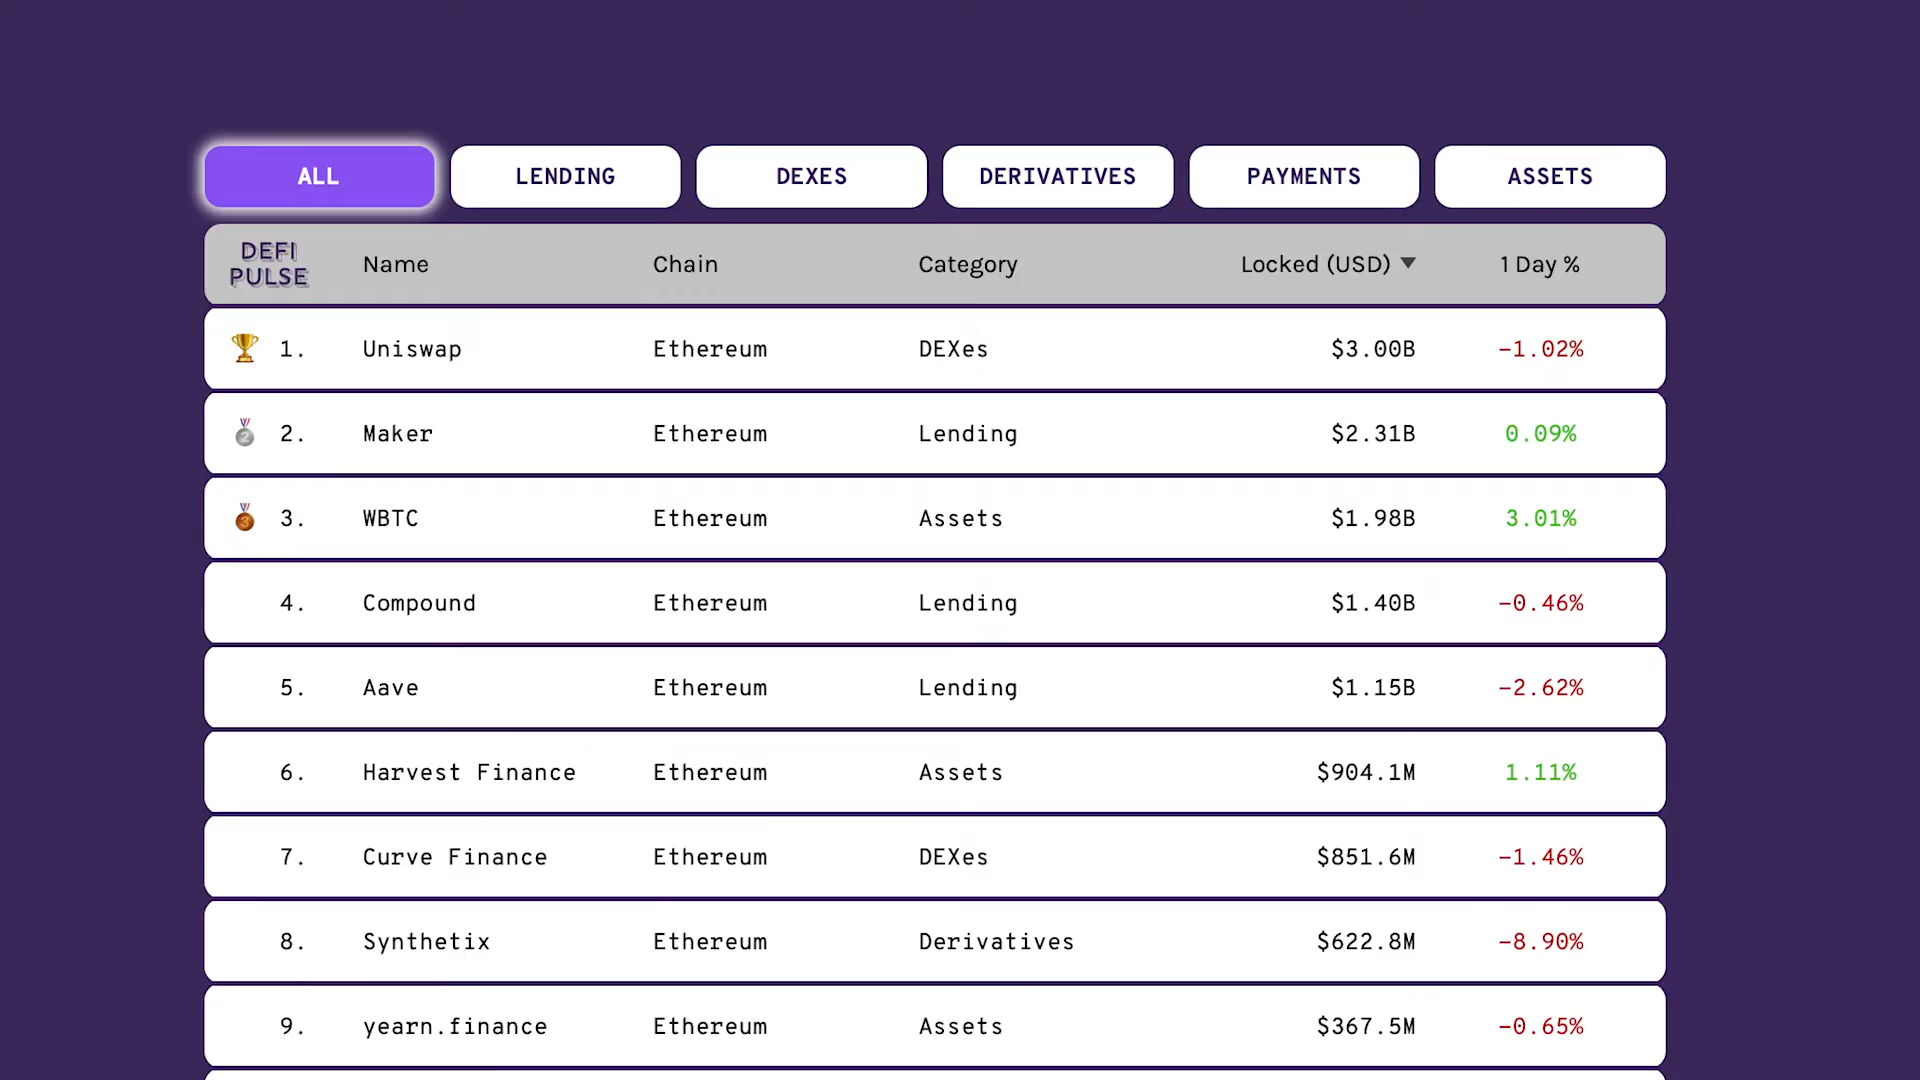 ALL LENDING DEXES DERIVATIVES PAYMENTS ASSETS
DEFI PULSE Name Chain Category Locked (USD) ▼ 1 Day %
1. Uniswap Ethereum DEXes $3.00B -1.02%
2 2. Maker Ethereum Lending $2.31B 0.09%
3 3. WBTC Ethereum Assets $1.98B 3.01%
4. Compound Ethereum Lending $1.40B -0.46%
5. Aave Ethereum Lending $1.15B -2.62%
6. Harvest Finance Ethereum Assets $904.1M 1.11%
7. Curve Finance Ethereum DEXes $851.6M -1.46%
8. Synthetix Ethereum Derivatives $622.8M -8.90%
9. yearn.finance Ethereum Assets $367.5M -0.65%